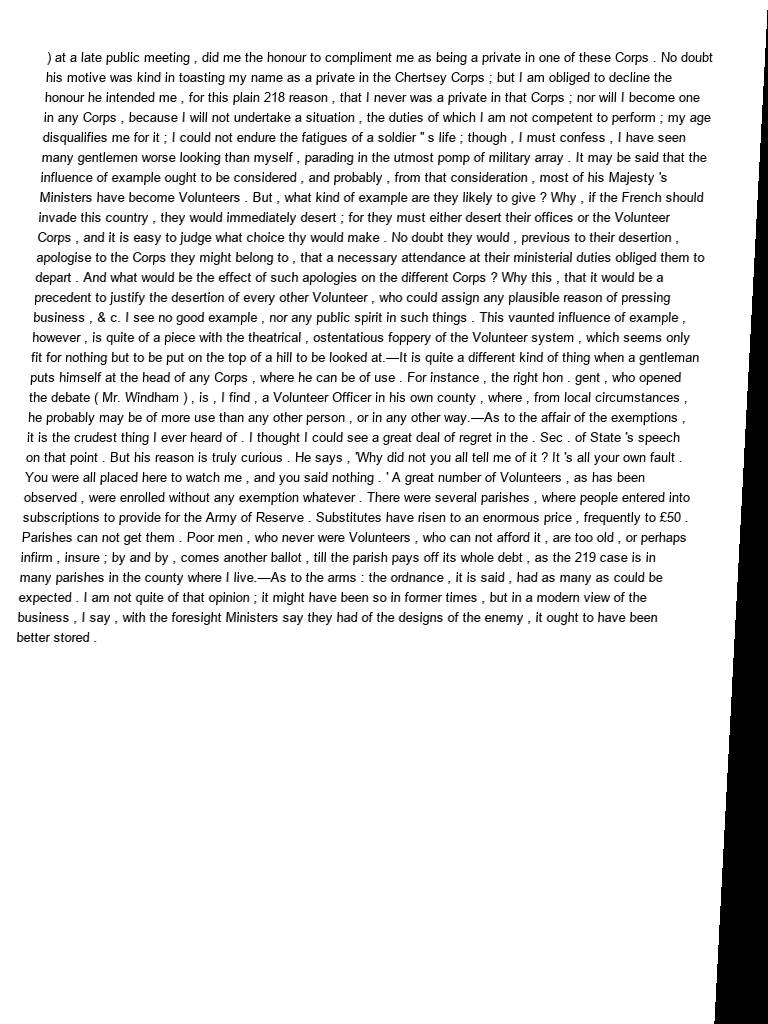 ) at a late public meeting , did me the honour to compliment me as being a private in one of these Corps . No doubt
his motive was kind in toasting my name as a private in the Chertsey Corps ; but I am obliged to decline the
honour he intended me , for this plain 218 reason , that I never was a private in that Corps ; nor will I become one
in any Corps , because I will not undertake a situation , the duties of which I am not competent to perform ; my age
disqualifies me for it ; I could not endure the fatigues of a soldier " s life ; though , I must confess , I have seen
many gentlemen worse looking than myself , parading in the utmost pomp of military array . It may be said that the
influence of example ought to be considered , and probably , from that consideration , most of his Majesty 's
Ministers have become Volunteers . But , what kind of example are they likely to give ? Why , if the French should
invade this country , they would immediately desert ; for they must either desert their offices or the Volunteer
Corps , and it is easy to judge what choice thy would make . No doubt they would , previous to their desertion ,
apologise to the Corps they might belong to , that a necessary attendance at their ministerial duties obliged them to
depart . And what would be the effect of such apologies on the different Corps ? Why this , that it would be a
precedent to justify the desertion of every other Volunteer , who could assign any plausible reason of pressing
business , & c. I see no good example , nor any public spirit in such things . This vaunted influence of example ,
however , is quite of a piece with the theatrical , ostentatious foppery of the Volunteer system , which seems only
fit for nothing but to be put on the top of a hill to be looked at.—It is quite a different kind of thing when a gentleman
puts himself at the head of any Corps , where he can be of use . For instance , the right hon . gent , who opened
the debate ( Mr. Windham ) , is , I find , a Volunteer Officer in his own county , where , from local circumstances ,
he probably may be of more use than any other person , or in any other way.—As to the affair of the exemptions ,
it is the crudest thing I ever heard of . I thought I could see a great deal of regret in the . Sec . of State 's speech
on that point . But his reason is truly curious . He says , 'Why did not you all tell me of it ? It 's all your own fault .
You were all placed here to watch me , and you said nothing . ' A great number of Volunteers , as has been
observed , were enrolled without any exemption whatever . There were several parishes , where people entered into
subscriptions to provide for the Army of Reserve . Substitutes have risen to an enormous price , frequently to £50 .
Parishes can not get them . Poor men , who never were Volunteers , who can not afford it , are too old , or perhaps
infirm , insure ; by and by , comes another ballot , till the parish pays off its whole debt , as the 219 case is in
many parishes in the county where I live.—As to the arms : the ordnance , it is said , had as many as could be
expected . I am not quite of that opinion ; it might have been so in former times , but in a modern view of the
business , I say , with the foresight Ministers say they had of the designs of the enemy , it ought to have been
better stored .